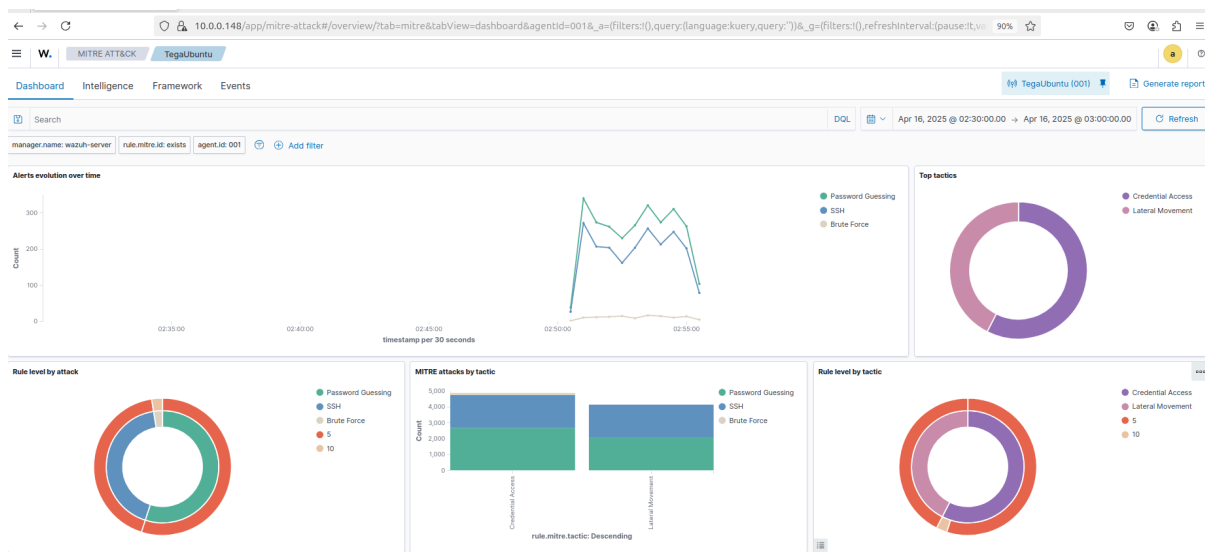 10.0.0.148/app/mitre-attack#/overview/?tab=mitre&tabView=dashboard&agentId=001&_a=(filters:!(),query:(language:kuery,query:''))&_g=(filters:!(),refreshInterval:(pause:!t,va 90%
W. MITRE ATT&CK TegaUbuntu a
Dashboard Intelligence Framework Events TegaUbuntu (001) Generate report
Search DQL Apr 16, 2025 @ 02:30:00.00 → Apr 16, 2025 @ 03:00:00.00 Refresh
manager.name: wazuh-server rule.mitre.id: exists agent.id: 001 Add filter
Alerts evolution over time
Password Guessing
SSH
Brute Force
300
200
100
0
Count
02:35:00 02:40:00 02:45:00 02:50:00 02:55:00
timestamp per 30 seconds
Top tactics
Credential Access
Lateral Movement
Rule level by attack
Password Guessing
SSH
Brute Force
5
10
MITRE attacks by tactic
5,000
4,000
3,000
2,000
1,000
0
Count
Credential Access
Lateral Movement
rule.mitre.tactic: Descending
Password Guessing
SSH
Brute Force
Rule level by tactic
Credential Access
Lateral Movement
5
10